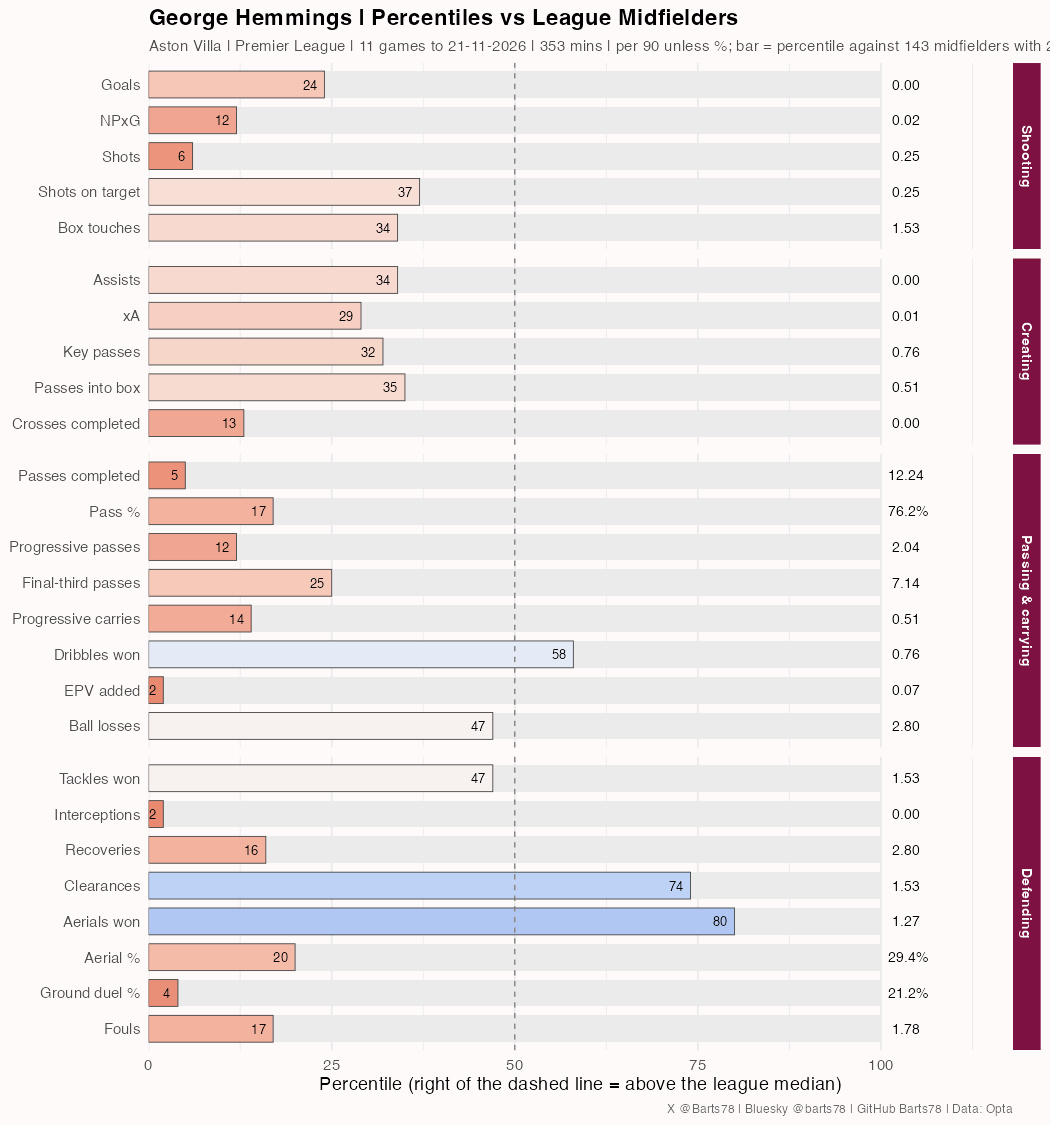 George Hemmings | Percentiles vs League Midfielders
Aston Villa | Premier League | 11 games to 21-11-2026 | 353 mins | per 90 unless %; bar = percentile against 143 midfielders with
Shooting
Goals 24 0.00
NPxG 12 0.02
Shots 6 0.25
Shots on target 37 0.25
Box touches 34 1.53
Creating
Assists 34 0.00
xA 29 0.01
Key passes 32 0.76
Passes into box 35 0.51
Crosses completed 13 0.00
Passing & carrying
Passes completed 5 12.24
Pass % 17 76.2%
Progressive passes 12 2.04
Final-third passes 25 7.14
Progressive carries 14 0.51
Dribbles won 58 0.76
EPV added 2 0.07
Ball losses 47 2.80
Defending
Tackles won 47 1.53
Interceptions 2 0.00
Recoveries 16 2.80
Clearances 74 1.53
Aerials won 80 1.27
Aerial % 20 29.4%
Ground duel % 4 21.2%
Fouls 17 1.78
0 25 50 75 100
Percentile (right of the dashed line = above the league median)
X @Barts78 | Bluesky @barts78 | GitHub Barts78 | Data: Opta